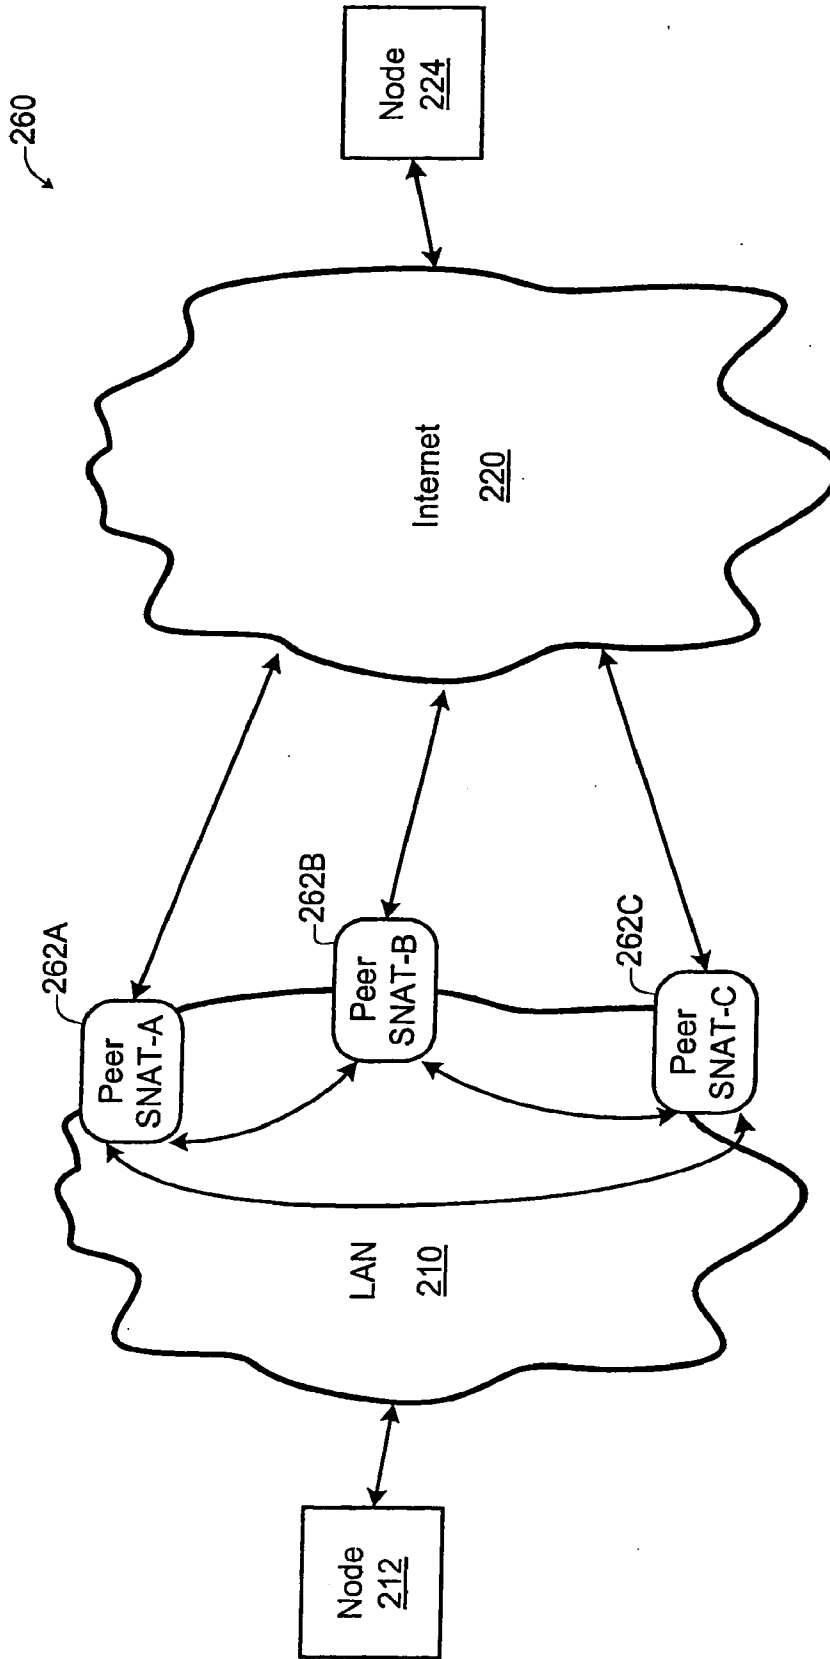 260
Node
212
LAN
210
262A
Peer
SNAT-A
262B
Peer
SNAT-B
262C
Peer
SNAT-C
Internet
220
Node
224